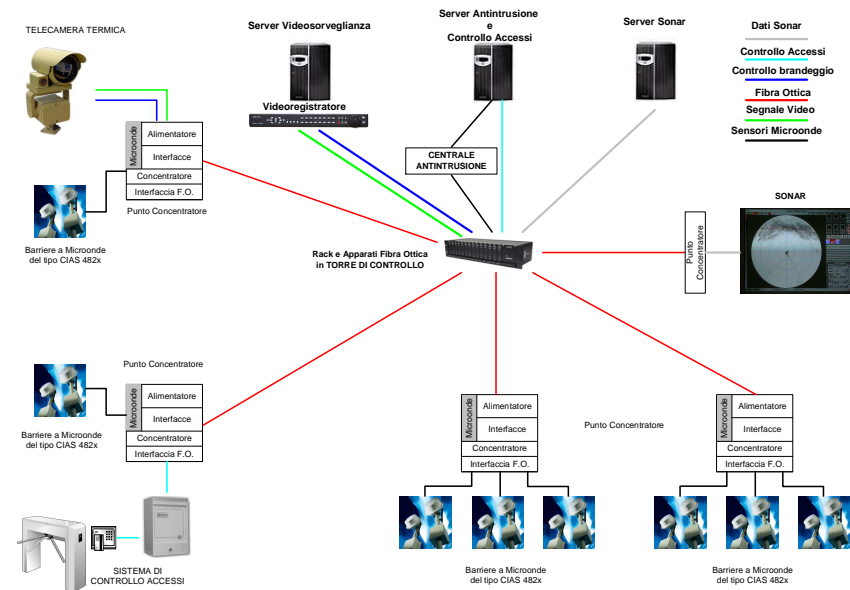 TELECAMERA TERMICA
Server Videosorveglianza
Server Antintrusione
e
Controllo Accessi
Server Sonar
Dati Sonar
Controllo Accessi
Controllo brandeggio
Fibra Ottica
Segnale Video
Sensori Microonde
Videoregistratore
CENTRALE
ANTINTRUSIONE
Microonde
Alimentatore
Interfacce
Concentratore
Interfaccia F.O.
Punto Concentratore
Barriere a Microonde
del tipo CIAS 482x
Rack e Apparati Fibra Ottica
in TORRE DI CONTROLLO
SONAR
Punto
Concentratore
Punto Concentratore
Microonde
Alimentatore
Interfacce
Concentratore
Interfaccia F.O.
Barriere a Microonde
del tipo CIAS 482x
SISTEMA DI
CONTROLLO ACCESSI
Microonde
Alimentatore
Interfacce
Concentratore
Interfaccia F.O.
Barriere a Microonde
del tipo CIAS 482x
Punto Concentratore
Microonde
Alimentatore
Interfacce
Concentratore
Interfaccia F.O.
Barriere a Microonde
del tipo CIAS 482x